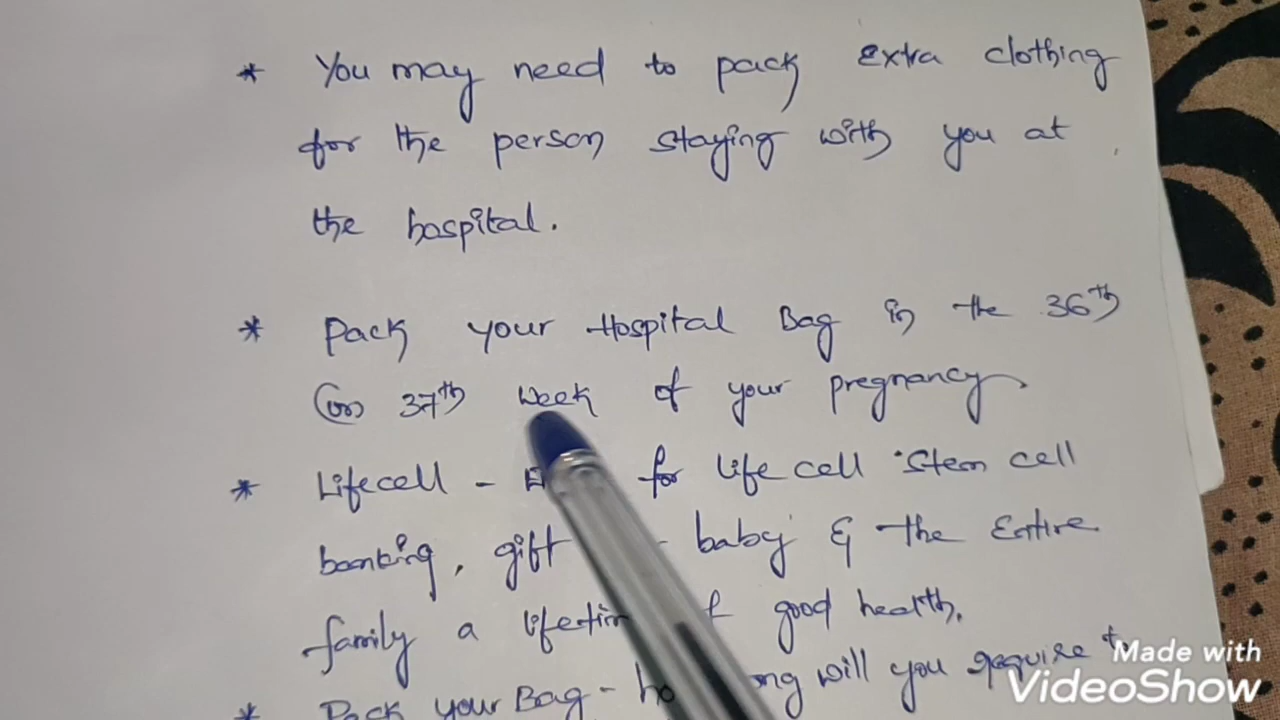 * You may need to pack extra clothing
for the person staying with you at
the hospital.
* Pack your Hospital Bag in the 36th
(or) 37th week of your pregnancy.
* Lifecell - for life cell stem cell
banking, gift baby & the Entire
family a of good health.
* Pack your Bag - will you require
Made with
VideoShow